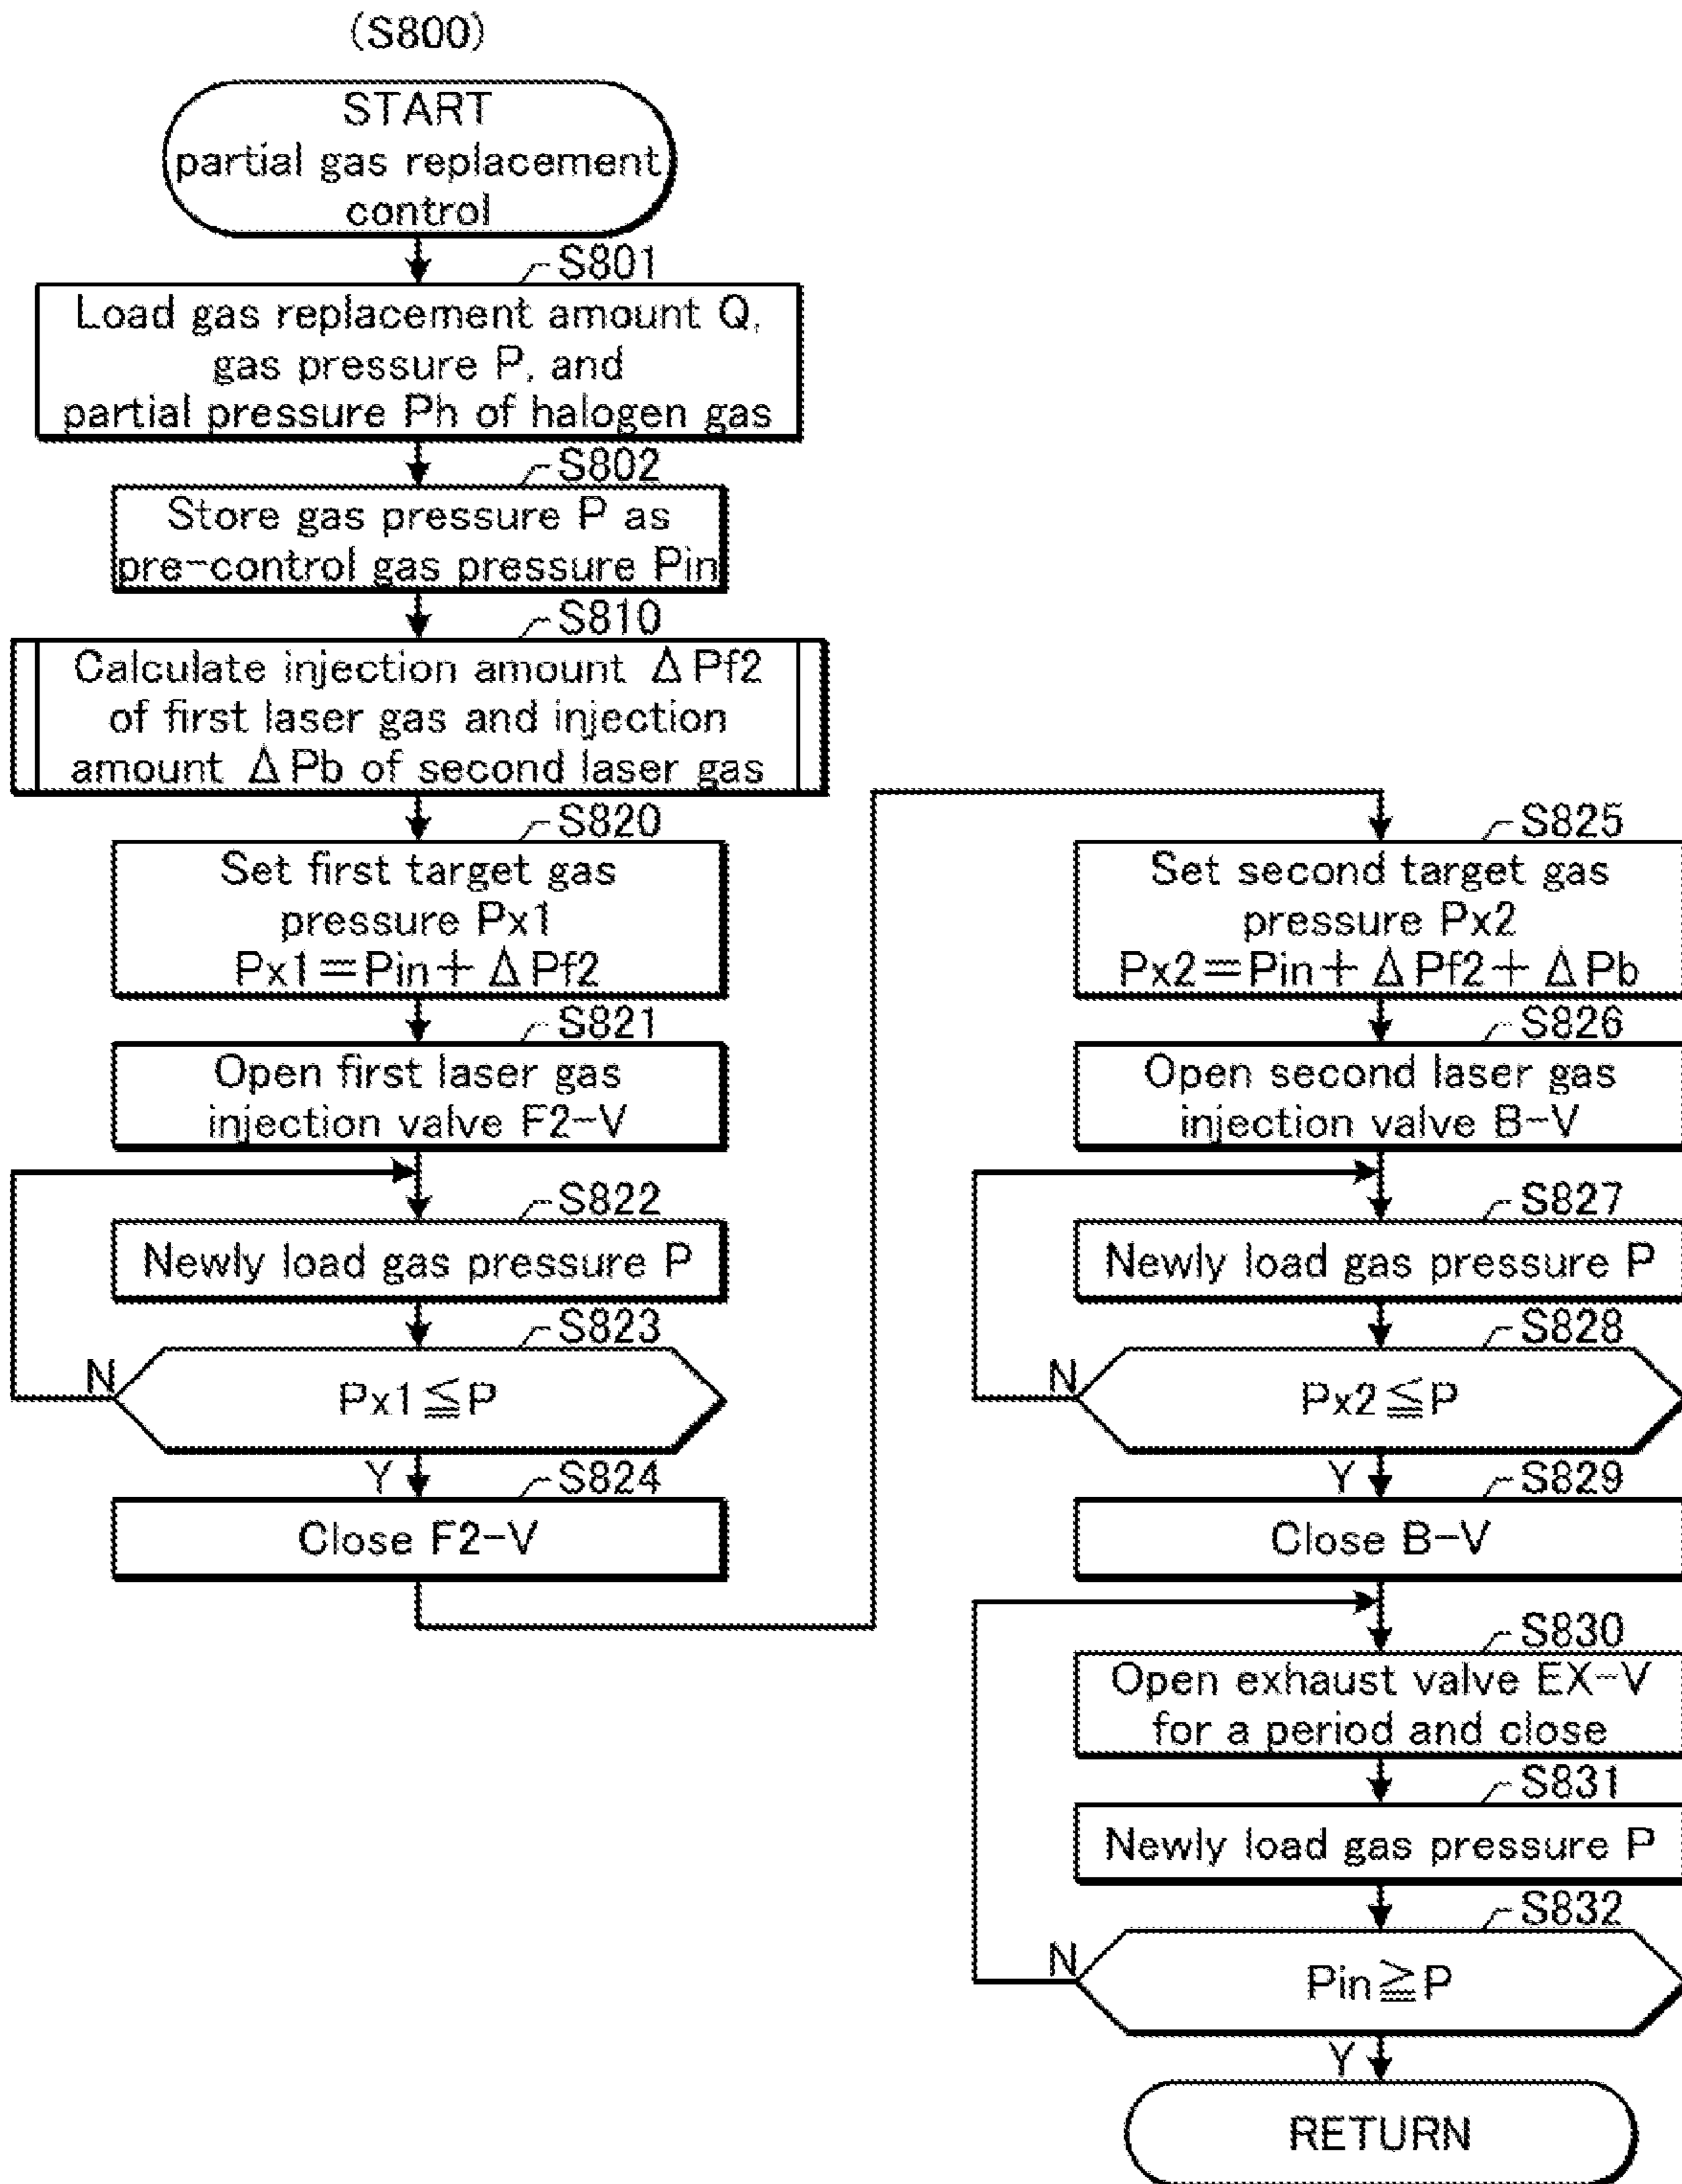 (S800)
START
partial gas replacement
control
S801
Load gas replacement amount Q,
gas pressure P, and
partial pressure Ph of halogen gas
S802
Store gas pressure P as
pre-control gas pressure Pin
S810
Calculate injection amount ΔPf2
of first laser gas and injection
amount ΔPb of second laser gas
S820
Set first target gas
pressure Px1
Px1=Pin+ΔPf2
S821
Open first laser gas
injection valve F2-V
S822
Newly load gas pressure P
S823
N
Px1≦P
Y
S824
Close F2-V
S825
Set second target gas
pressure Px2
Px2=Pin+ΔPf2+ΔPb
S826
Open second laser gas
injection valve B-V
S827
Newly load gas pressure P
S828
N
Px2≦P
Y
S829
Close B-V
S830
Open exhaust valve EX-V
for a period and close
S831
Newly load gas pressure P
S832
N
Pin≧P
Y
RETURN